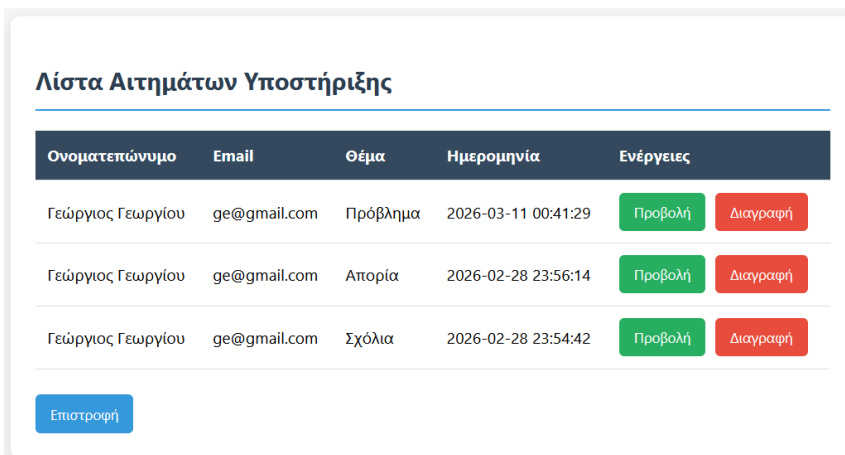 Λίστα Αιτημάτων Υποστήριξης
Ονοματεπώνυμο Email Θέμα Ημερομηνία Ενέργειες
Γεώργιος Γεωργίου ge@gmail.com Πρόβλημα 2026-03-11 00:41:29 Προβολή Διαγραφή
Γεώργιος Γεωργίου ge@gmail.com Απορία 2026-02-28 23:56:14 Προβολή Διαγραφή
Γεώργιος Γεωργίου ge@gmail.com Σχόλια 2026-02-28 23:54:42 Προβολή Διαγραφή
Επιστροφή